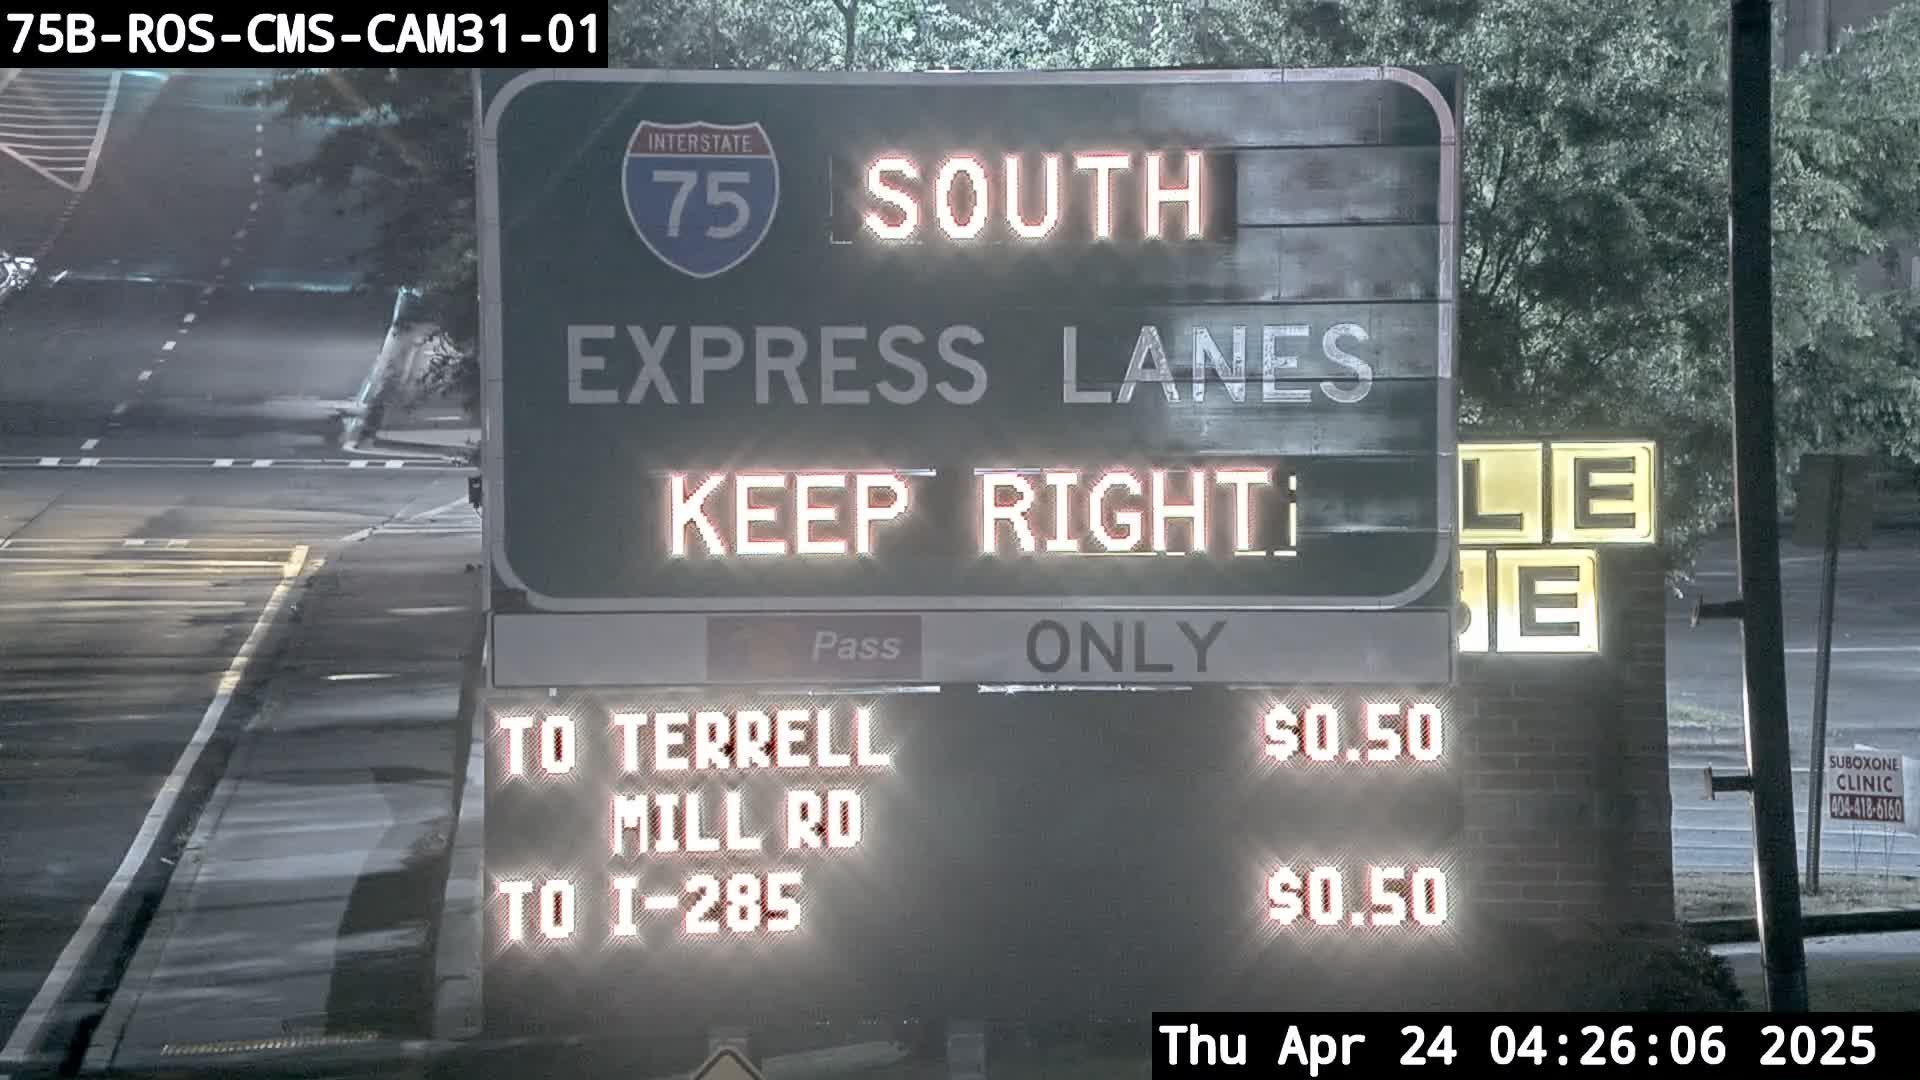 75B-ROS-CMS-CAM31-01
INTERSTATE
75
SOUTH
EXPRESS LANES
KEEP RIGHT
Pass ONLY
TO TERRELL $0.50
MILL RD
TO I-285 $0.50
LE
E
SUBOXONE
CLINIC
404-418-6160
Thu Apr 24 04:26:06 2025